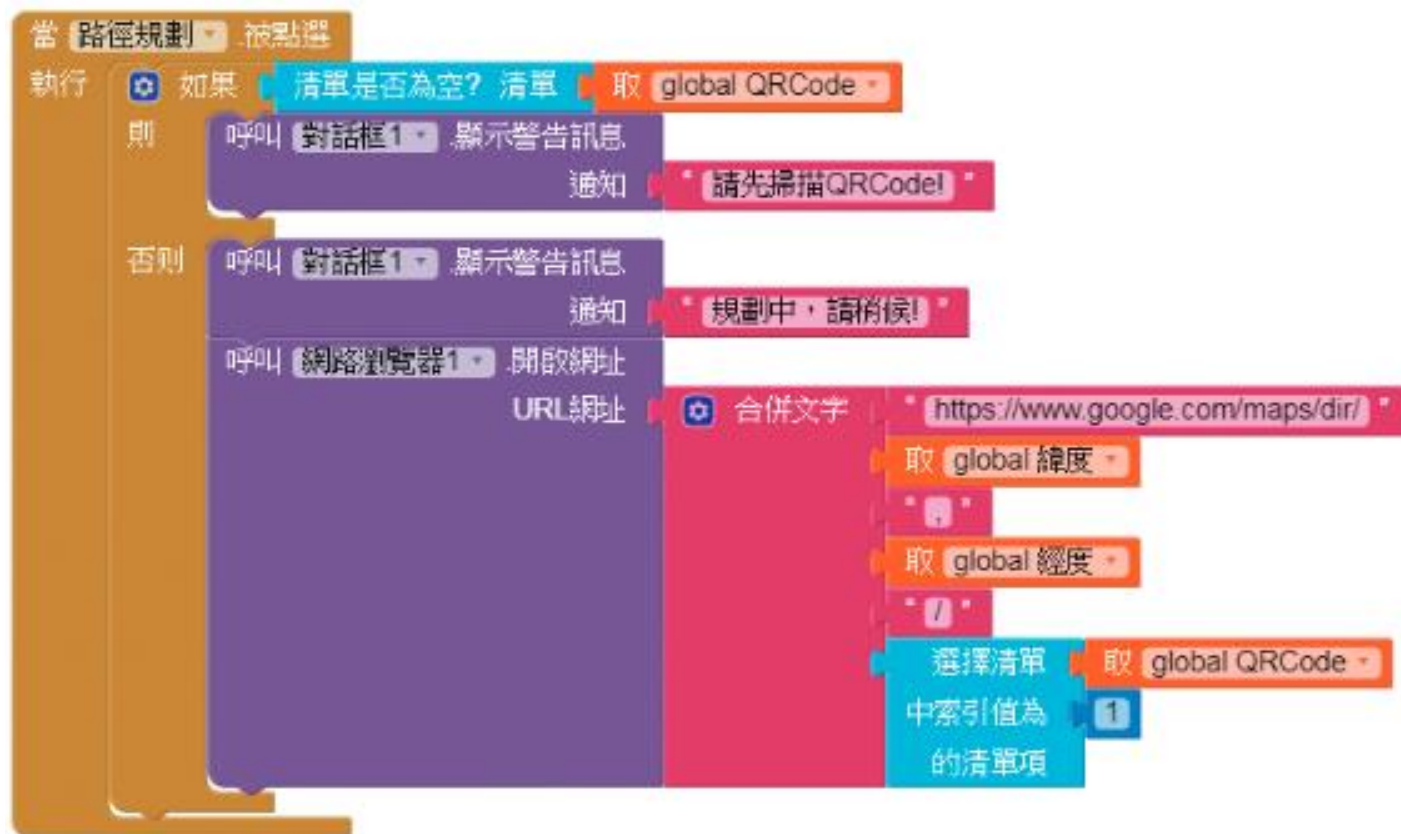 當 路徑規劃 .被點選
執行 如果 清單是否為空? 清單 取 global QRCode
則 呼叫 對話框1 .顯示警告訊息
通知 " 請先掃描QRCode! "
否則 呼叫 對話框1 .顯示警告訊息
通知 " 規劃中,請稍候! "
呼叫 網路瀏覽器1 .開啟網址
URL網址 合併文字 " https://www.google.com/maps/dir/ "
取 global 緯度
" , "
取 global 經度
" / "
選擇清單 取 global QRCode
中索引值為 1
的清單項